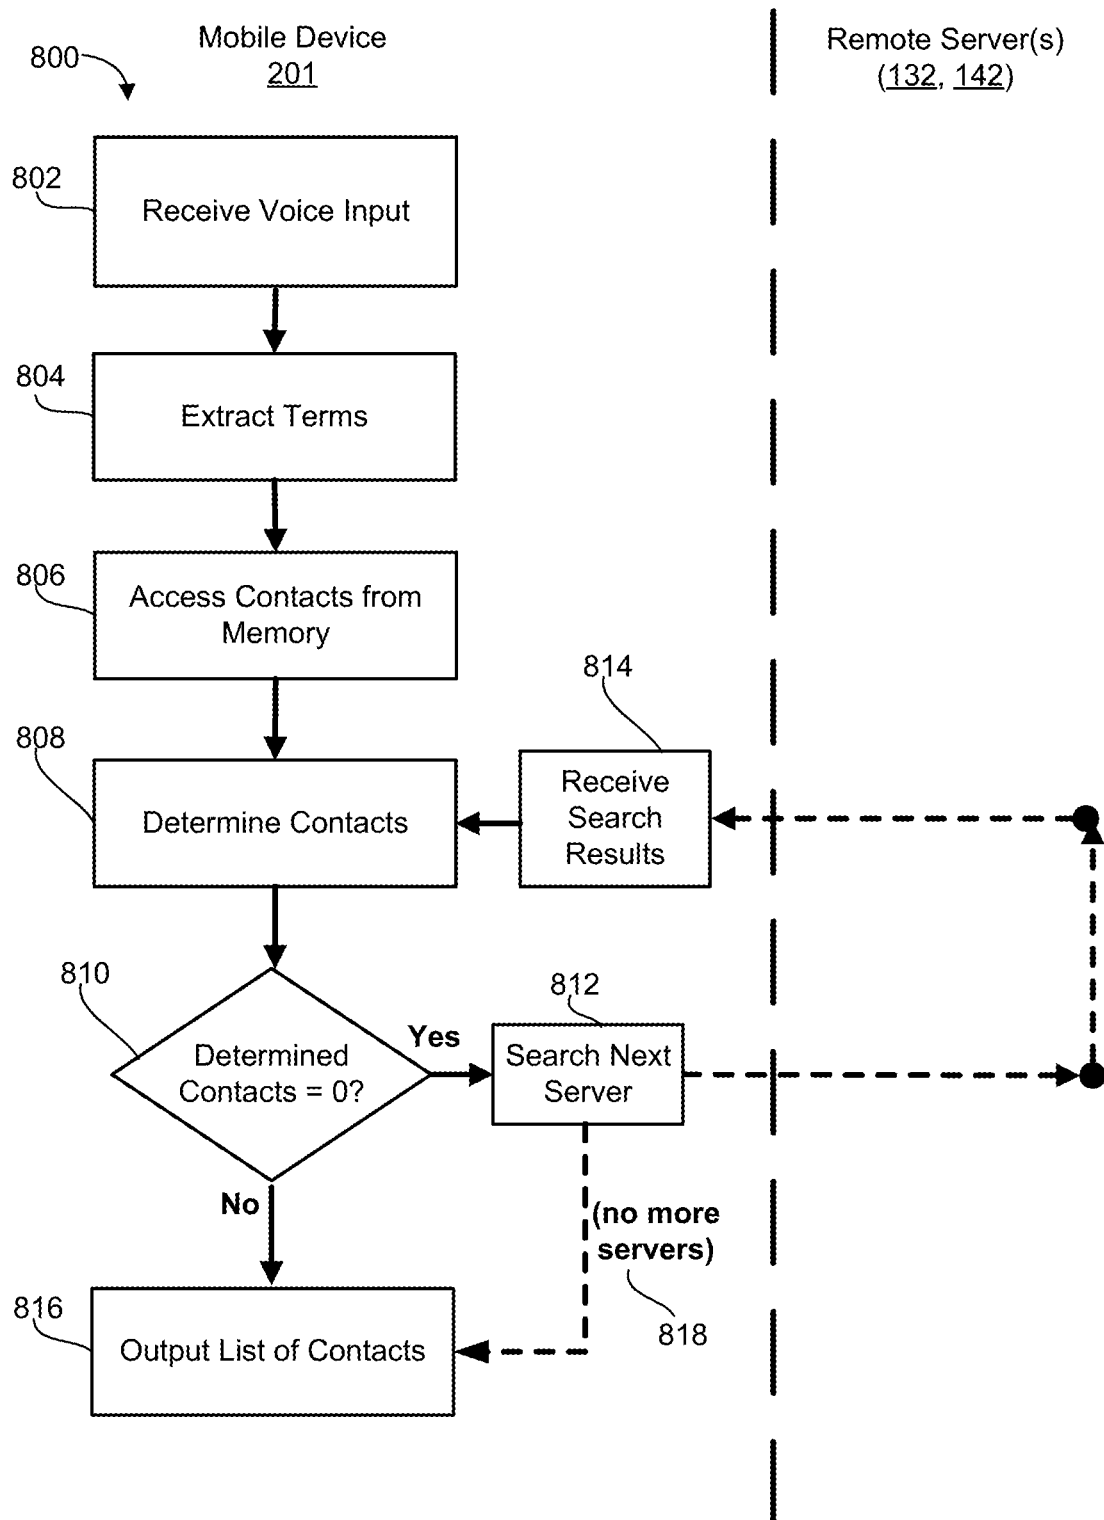 Mobile Device
201
Remote Server(s)
(132, 142)
800
802
Receive Voice Input
804
Extract Terms
806
Access Contacts from
Memory
814
808
Determine Contacts
Receive
Search
Results
810
812
Determined
Contacts = 0?
Yes
Search Next
Server
No
(no more
servers)
818
816
Output List of Contacts